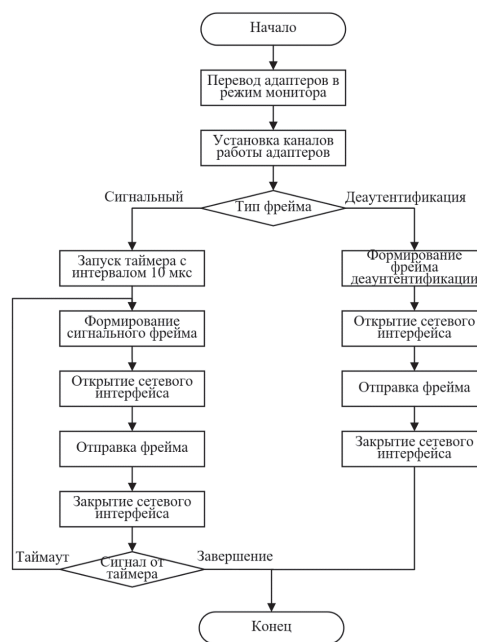 Начало
Перевод адаптеров в
режим монитора
Установка каналов
работы адаптеров
Сигнальный
Тип фрейма
Деаутентификация
Запуск таймера с
интервалом 10 мкс
Формирование
фрейма
деаунтентификации
Формирование
сигнального фрейма
Открытие сетевого
интерфейса
Открытие сетевого
интерфейса
Отправка фрейма
Отправка фрейма
Закрытие сетевого
интерфейса
Закрытие сетевого
интерфейса
Таймаут
Сигнал от
таймера
Завершение
Конец